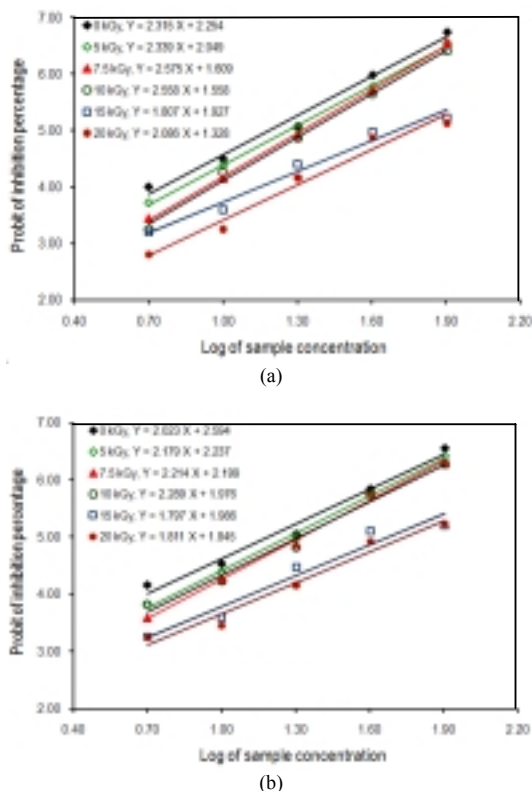 7.00
6.00
5.00
4.00
3.00
2.00
0.40 0.70 1.00 1.30 1.60 1.90 2.20
Probit of inhibition percentage
Log of sample concentration
0 kGy, Y = 2.315 X + 2.254
5 kGy, Y = 2.330 X + 2.049
7.5 kGy, Y = 2.575 X + 1.609
10 kGy, Y = 2.550 X + 1.558
15 kGy, Y = 1.807 X + 1.927
20 kGy, Y = 2.095 X + 1.328
(a)
7.00
6.00
5.00
4.00
3.00
2.00
0.40 0.70 1.00 1.30 1.60 1.90 2.20
Probit of inhibition percentage
Log of sample concentration
0 kGy, Y = 2.023 X + 2.594
5 kGy, Y = 2.179 X + 2.237
7.5 kGy, Y = 2.214 X + 2.199
10 kGy, Y = 2.289 X + 1.976
15 kGy, Y = 1.797 X + 1.986
20 kGy, Y = 1.811 X + 1.845
(b)